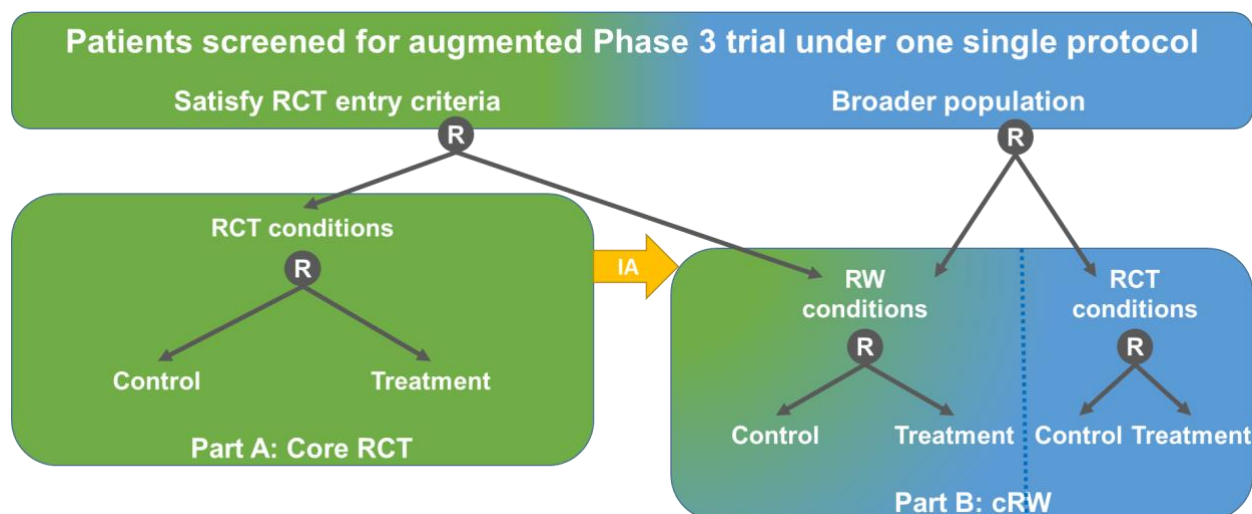 Patients screened for augmented Phase 3 trial under one single protocol
Satisfy RCT entry criteria
Broader population
R
R
RCT conditions
R
Control
Treatment
Part A: Core RCT
IA
RW
conditions
R
Control
Treatment
RCT
conditions
R
Control Treatment
Part B: cRW